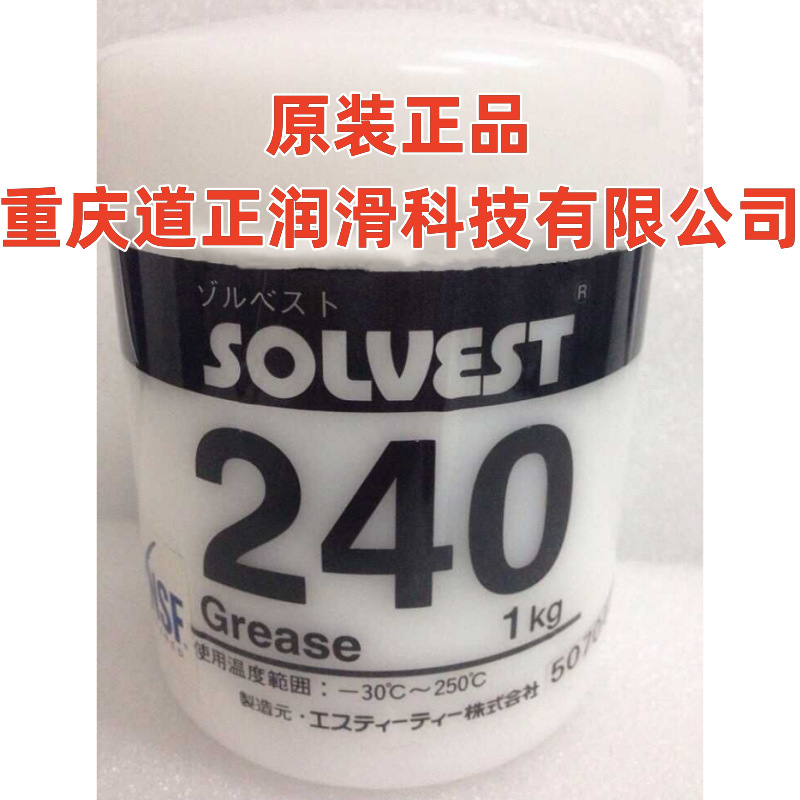 原装正品
重庆道正润滑科技有限公司
ゾルベスト
®
SOLVEST
240
NSF
Grease 1kg
使用温度範囲：－30℃～250℃
製造元・エスティーティー株式会社